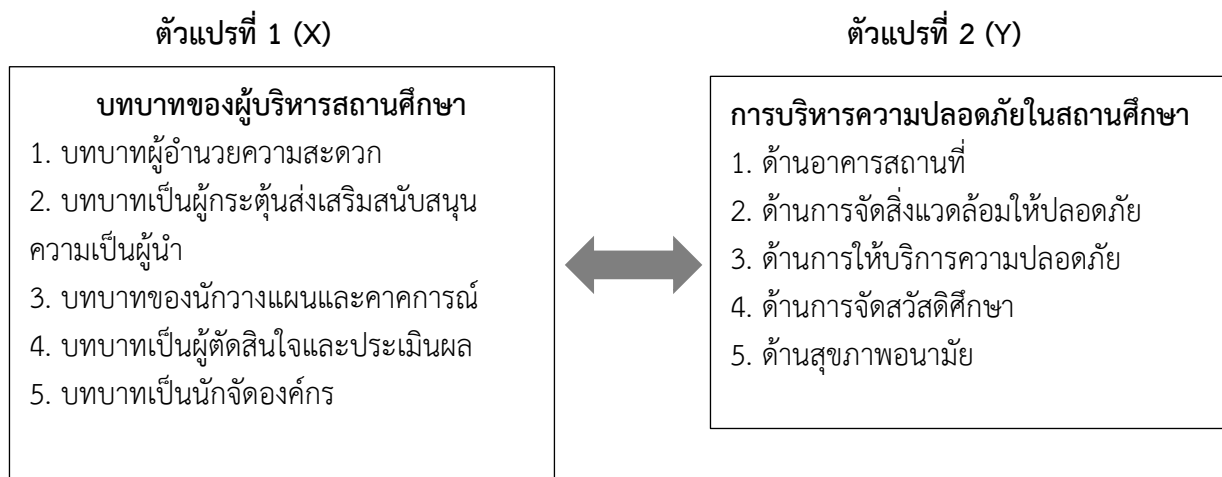 ตัวแปรที่ 1 (X)
ตัวแปรที่ 2 (Y)
บทบาทของผู้บริหารสถานศึกษา
1. บทบาทผู้อำนวยความสะดวก
2. บทบาทเป็นผู้กระตุ้นส่งเสริมสนับสนุน
ความเป็นผู้นำ
3. บทบาทของนักวางแผนและคาดการณ์
4. บทบาทเป็นผู้ตัดสินใจและประเมินผล
5. บทบาทเป็นนักจัดองค์กร
การบริหารความปลอดภัยในสถานศึกษา
1. ด้านอาคารสถานที่
2. ด้านการจัดสิ่งแวดล้อมให้ปลอดภัย
3. ด้านการให้บริการความปลอดภัย
4. ด้านการจัดสวัสดิศึกษา
5. ด้านสุขภาพอนามัย